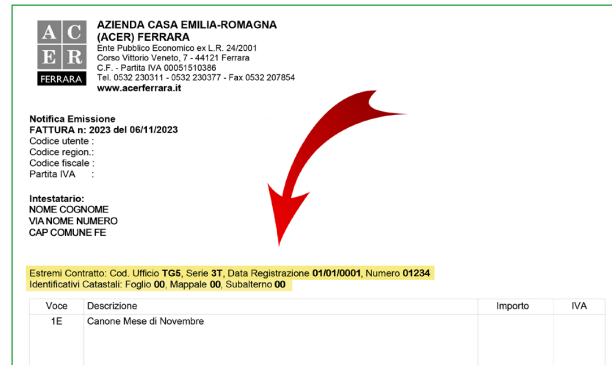 A C
E R
FERRARA
AZIENDA CASA EMILIA-ROMAGNA
(ACER) FERRARA
Ente Pubblico Economico ex L.R. 24/2001
Corso Vittorio Veneto, 7 - 44121 Ferrara
C.F. - Partita IVA 00051510386
Tel. 0532 230311 - 0532 230377 - Fax 0532 207854
www.acerferrara.it
Notifica Emissione
FATTURA n: 2023 del 06/11/2023
Codice utente :
Codice region.:
Codice fiscale :
Partita IVA :
Intestatario:
NOME COGNOME
VIA NOME NUMERO
CAP COMUNE FE
Estremi Contratto: Cod. Ufficio TG5, Serie 3T, Data Registrazione 01/01/0001, Numero 01234
Identificativi Catastali: Foglio 00, Mappale 00, Subalterno 00
Voce Descrizione Importo IVA
1E Canone Mese di Novembre